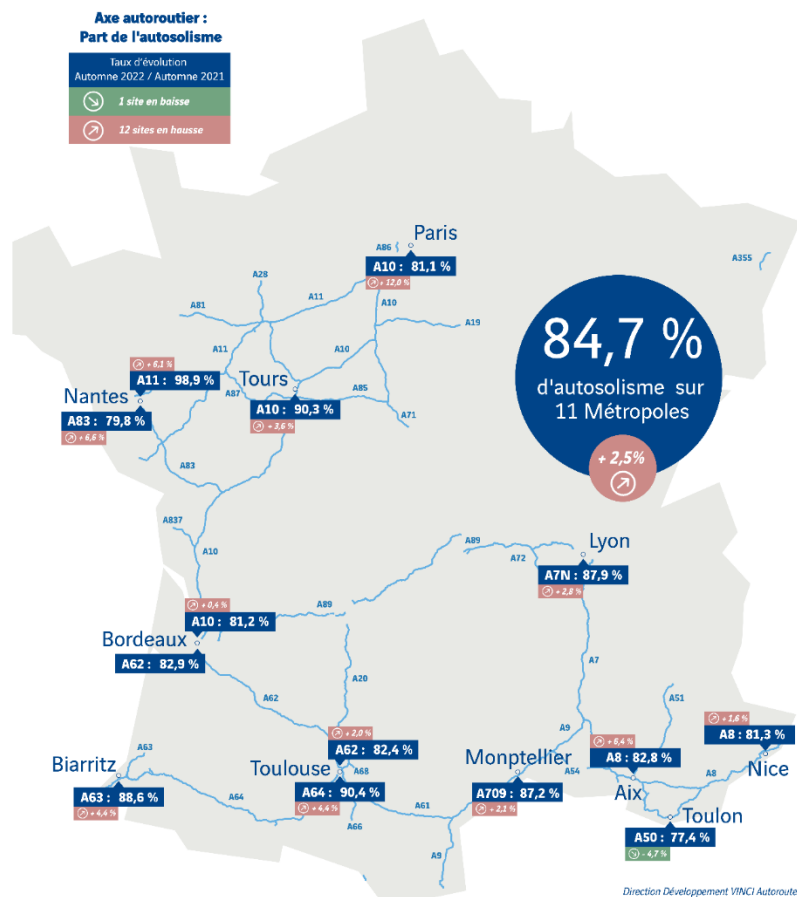 Axe autoroutier :
Part de l'autosolisme
Taux d'évolution
Automne 2022 / Automne 2021
1 site en baisse
12 sites en hausse
Paris
A86
A10 : 81,1 %
+ 12,0 %
A355
A28
A11
A81
A10
A19
84,7 %
d'autosolisme sur
11 Métropoles
+ 2,5%
A11
A10
+ 6,1 %
A11 : 98,9 %
Tours
A87
A85
Nantes
A10 : 90,3 %
A83 : 79,8 %
+ 3,6 %
A71
+ 6,6 %
A83
A837
A10
A89
A72
Lyon
A7N : 87,9 %
+ 2,8 %
+ 0,4 %
A89
A10 : 81,2 %
Bordeaux
A62 : 82,9 %
A7
A20
A62
A51
+ 1,6 %
A9
+ 2,0 %
+ 6,4 %
A8 : 81,3 %
A63
A62 : 82,4 %
Monptellier
A8 : 82,8 %
Nice
Biarritz
Toulouse
A68
A54
A8
A63 : 88,6 %
A64
A64 : 90,4 %
A709 : 87,2 %
Aix
+ 4,4 %
+ 4,4 %
A61
+ 2,1 %
Toulon
A66
A50 : 77,4 %
A9
- 4,7 %
Direction Développement VINCI Autoroute